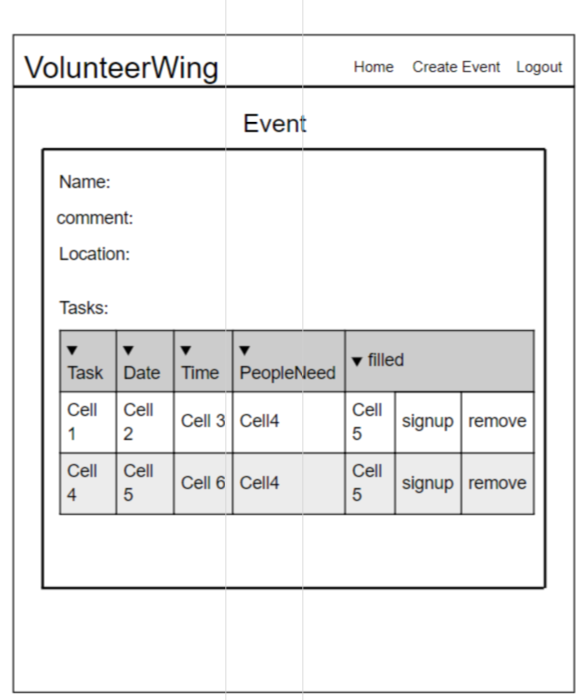 VolunteerWing Home Create Event Logout
Event
Name:
comment:
Location:
Tasks:
▼ Task ▼ Date ▼ Time ▼ PeopleNeed ▼ filled
Cell 1 Cell 2 Cell 3 Cell4 Cell 5 signup remove
Cell 4 Cell 5 Cell 6 Cell4 Cell 5 signup remove